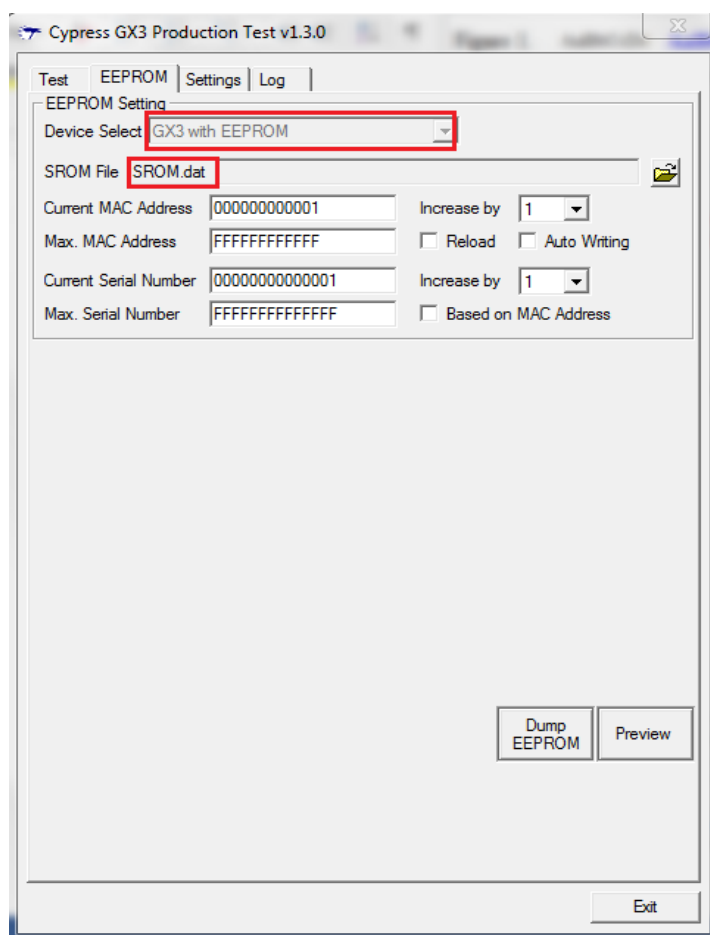 Cypress GX3 Production Test v1.3.0
Test EEPROM Settings Log
EEPROM Setting
Device Select GX3 with EEPROM
SROM File SROM.dat
Current MAC Address 000000000001 Increase by 1
Max. MAC Address FFFFFFFFFFFF Reload Auto Writing
Current Serial Number 00000000000001 Increase by 1
Max. Serial Number FFFFFFFFFFFFFF Based on MAC Address
Dump
EEPROM
Preview
Exit